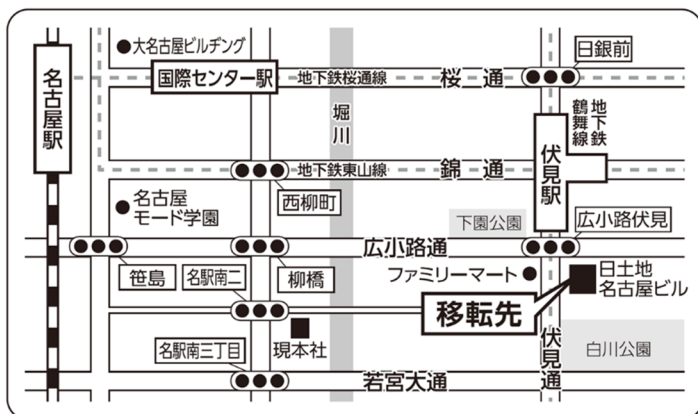 大名古屋ビルヂング
日銀前
名古屋駅
国際センター駅
地下鉄桜通線
桜通
堀川
地下鉄
鶴舞線
伏見駅
地下鉄東山線
錦通
西柳町
名古屋
モード学園
下園公園
広小路伏見
広小路通
笹島
名駅南二
柳橋
ファミリーマート
日土地
名古屋ビル
移転先
現本社
名駅南三丁目
伏見通
白川公園
若宮大通